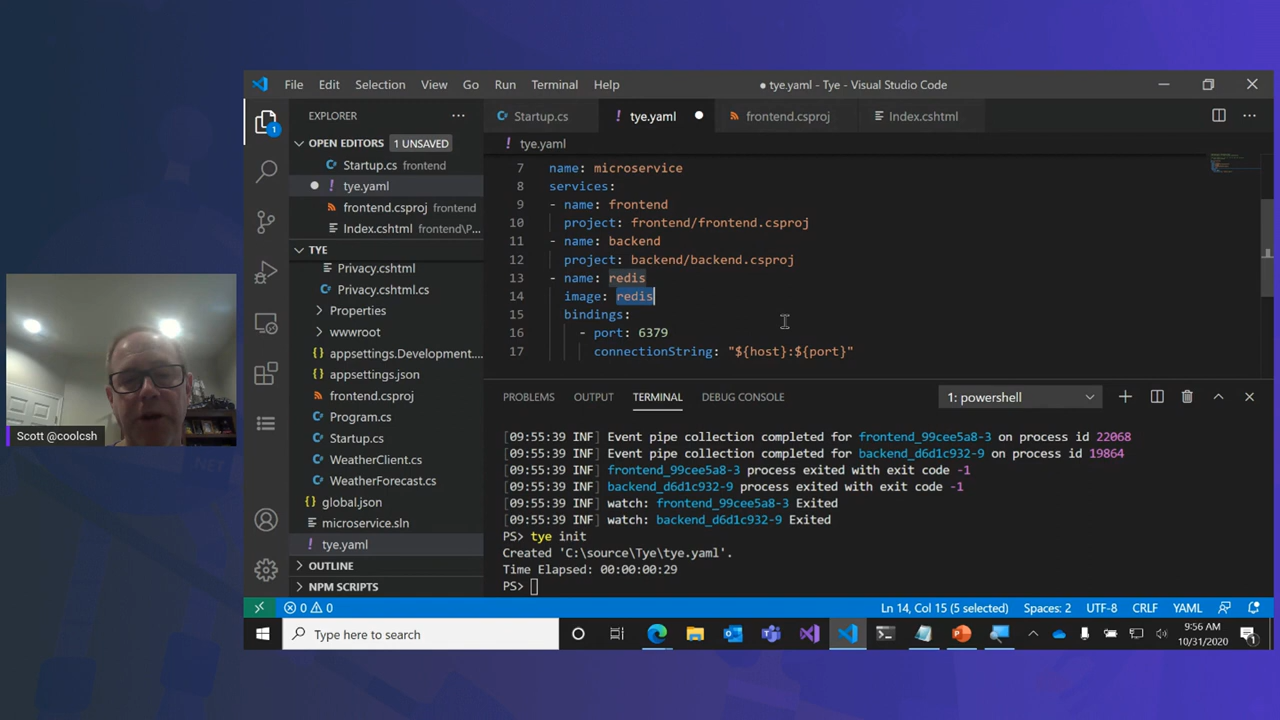 File Edit Selection View Go Run Terminal Help
● tye.yaml - Tye - Visual Studio Code
EXPLORER
OPEN EDITORS 1 UNSAVED
Startup.cs frontend
tye.yaml
frontend.csproj frontend
Index.cshtml frontend\P...
TYE
Privacy.cshtml
Privacy.cshtml.cs
Properties
wwwroot
appsettings.Development....
appsettings.json
frontend.csproj
Program.cs
Startup.cs
WeatherClient.cs
WeatherForecast.cs
global.json
microservice.sln
tye.yaml
OUTLINE
NPM SCRIPTS
Startup.cs
tye.yaml
frontend.csproj
Index.cshtml
tye.yaml
7 name: microservice
8 services:
9 - name: frontend
10 project: frontend/frontend.csproj
11 - name: backend
12 project: backend/backend.csproj
13 - name: redis
14 image: redis
15 bindings:
16 - port: 6379
17 connectionString: "${host}:${port}"
PROBLEMS OUTPUT TERMINAL DEBUG CONSOLE 1: powershell
[09:55:39 INF] Event pipe collection completed for frontend_99cee5a8-3 on process id 22068
[09:55:39 INF] Event pipe collection completed for backend_d6d1c932-9 on process id 19864
[09:55:39 INF] frontend_99cee5a8-3 process exited with exit code -1
[09:55:39 INF] backend_d6d1c932-9 process exited with exit code -1
[09:55:39 INF] watch: frontend_99cee5a8-3 Exited
[09:55:39 INF] watch: backend_d6d1c932-9 Exited
PS> tye init
Created 'C:\source\Tye\tye.yaml'.
Time Elapsed: 00:00:00:29
PS>
1
Scott @coolcsh
0 0
Ln 14, Col 15 (5 selected) Spaces: 2 UTF-8 CRLF YAML
Type here to search
9:56 AM
10/31/2020
1
.NET